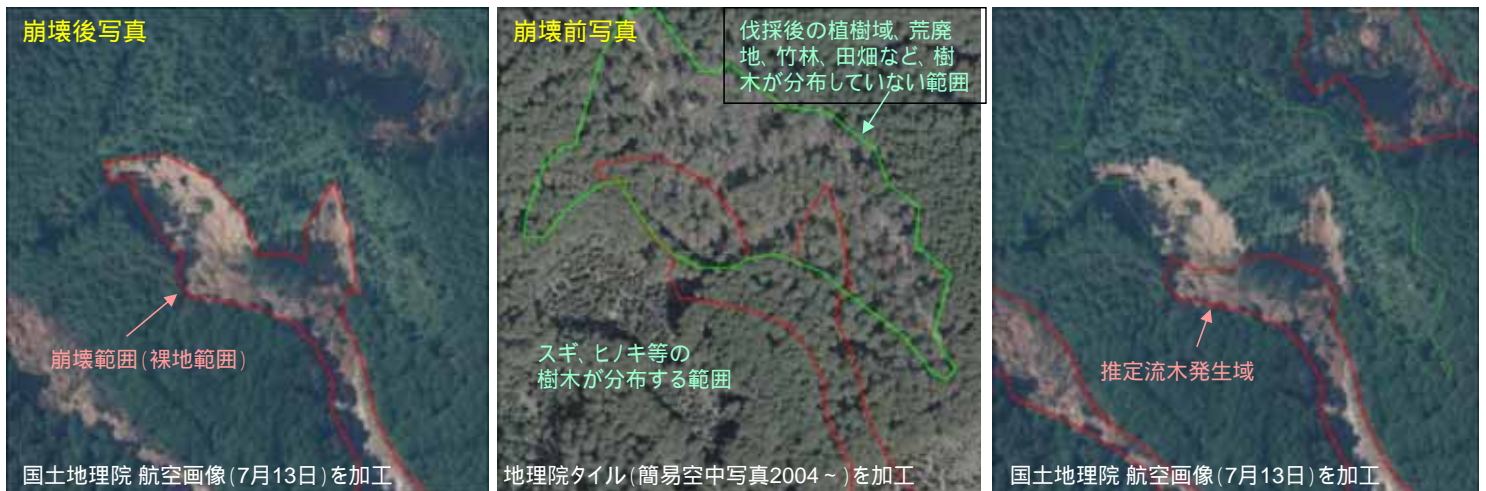 崩壊後写真
崩壊範囲(裸地範囲)
国土地理院 航空画像(7月13日)を加工
崩壊前写真
伐採後の植樹域、荒廃
地、竹林、田畑など、樹
木が分布していない範囲
スギ、ヒノキ等の
樹木が分布する範囲
地理院タイル(簡易空中写真2004~)を加工
推定流木発生域
国土地理院 航空画像(7月13日)を加工